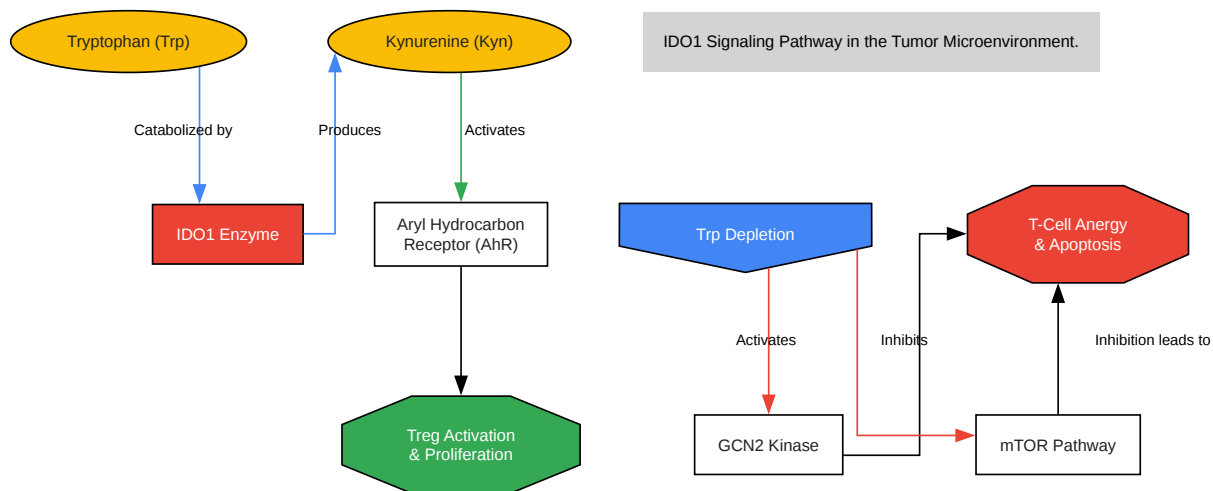 Tryptophan (Trp)
Kynurenine (Kyn)
IDO1 Signaling Pathway in the Tumor Microenvironment.
Catabolized by
Produces
Activates
IDO1 Enzyme
Aryl Hydrocarbon
Receptor (AhR)
Trp Depletion
T-Cell Anergy
& Apoptosis
Activates
Inhibits
Inhibition leads to
Treg Activation
& Proliferation
GCN2 Kinase
mTOR Pathway